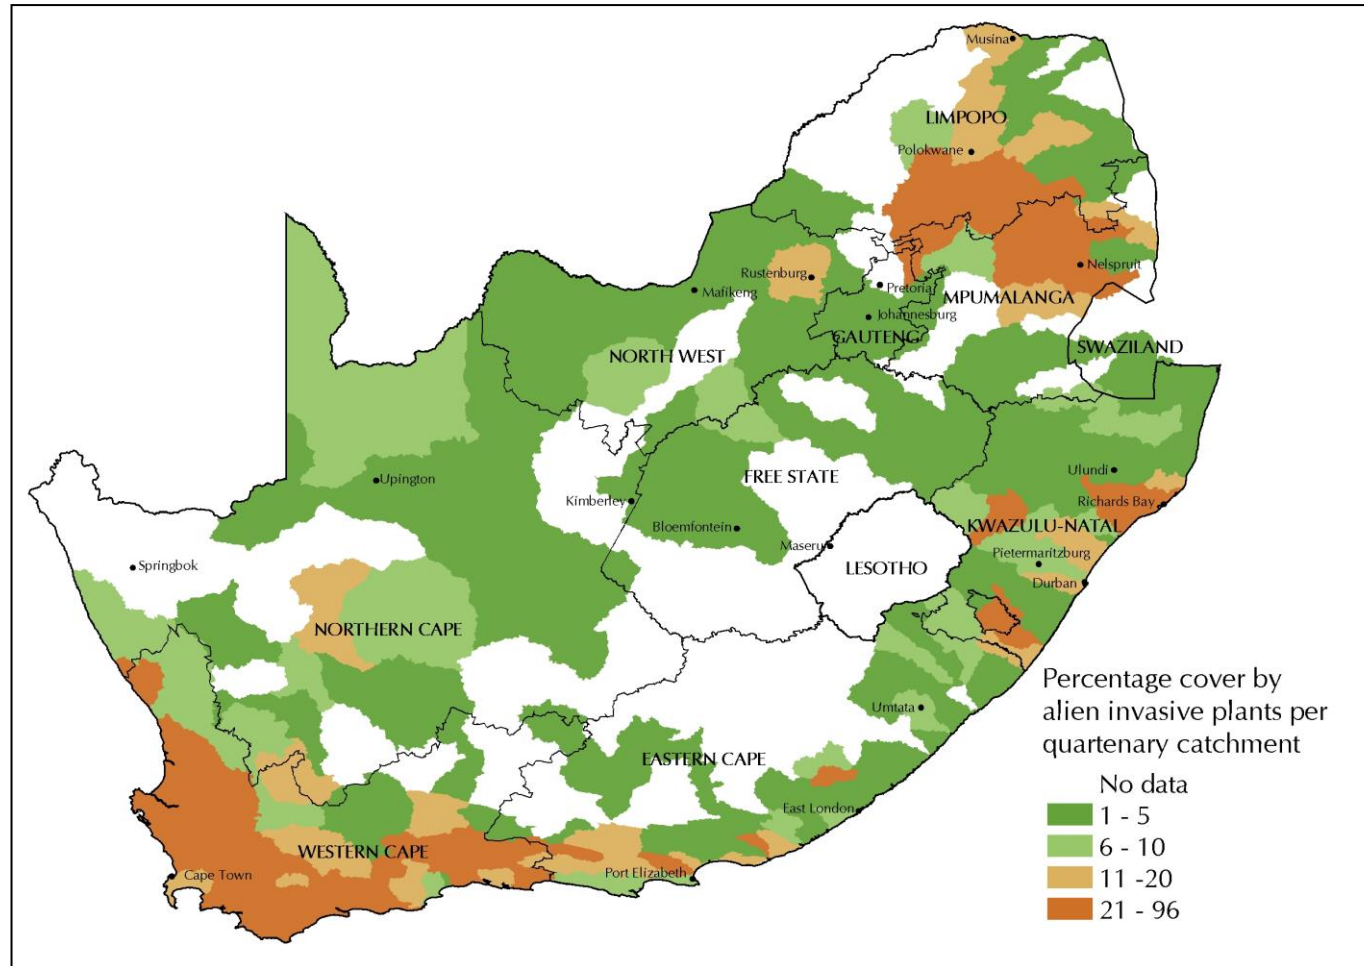 Musina
LIMPOPO
Polokwane
Rustenburg
Nelspruit
Pretoria
Mafikeng
MPUMALANGA
Johannesburg
GAUTENG
SWAZILAND
NORTH WEST
Ulundi
Upington
FREE STATE
Kimberley
Richards Bay
Bloemfontein
KWAZULU-NATAL
Maseru
Pietermaritzburg
Springbok
LESOTHO
Durban
NORTHERN CAPE
Umtata
EASTERN CAPE
East London
WESTERN CAPE
Port Elizabeth
Cape Town
Percentage cover by
alien invasive plants per
quartenary catchment
No data
1 - 5
6 - 10
11 -20
21 - 96